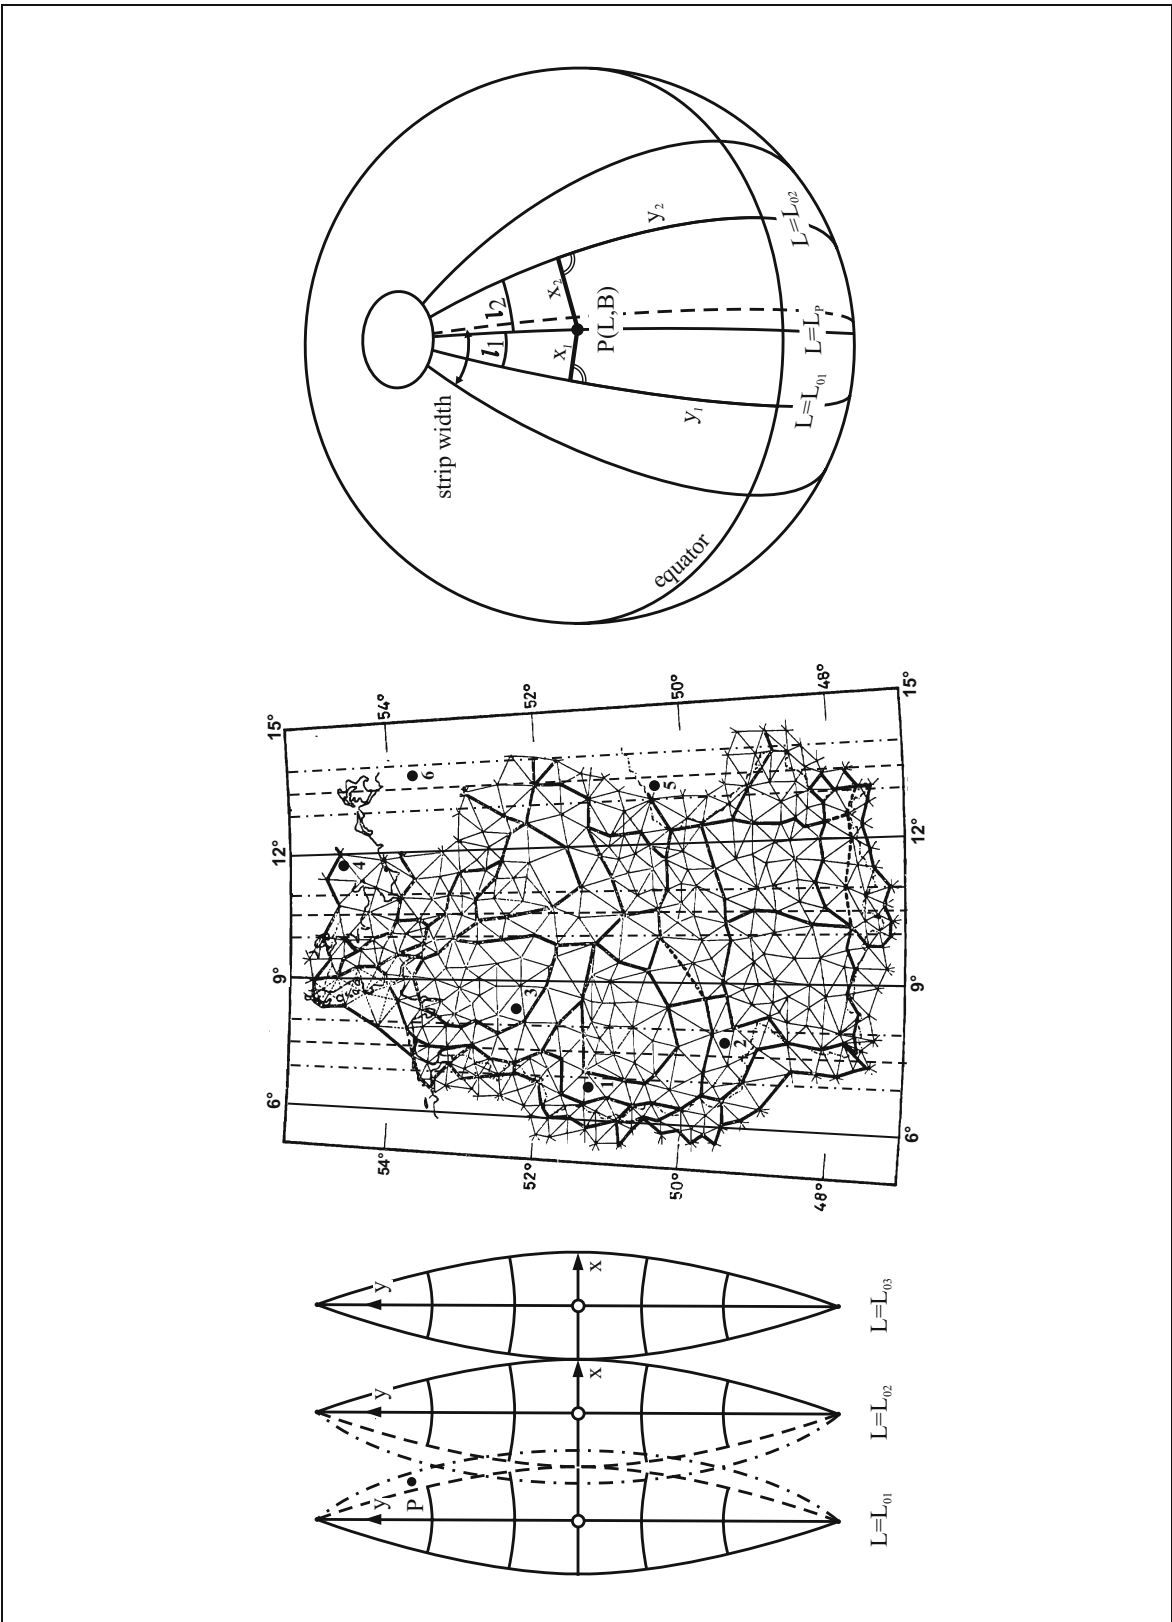 L=L₀₁
L=L₀₂
L=L₀₃
P
y
y
y
x
x
54°
52°
50°
48°
6°
6°
9°
9°
12°
12°
15°
15°
54°
52°
50°
48°
1
2
3
4
5
6
strip width
equator
l₁
l₂
x₁
x₂
P(L,B)
y₁
y₂
L=L₀₁
L=L_P
L=L₀₂